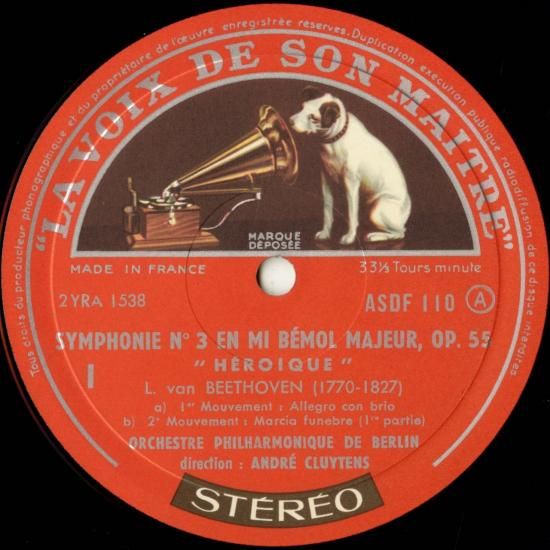 Tous droits du producteur phonographique et du propriétaire de l'œuvre enregistrée réservés. Duplication, exécution publique, radiodiffusion de ce disque interdites
"LA VOIX DE SON MAITRE"
MARQUE
DÉPOSÉE
MADE IN FRANCE
33⅓ Tours minute
2YRA 1538
ASDF 110 A
SYMPHONIE N° 3 EN MI BÉMOL MAJEUR, OP. 55
" HÉROIQUE "
I
L. van BEETHOVEN (1770-1827)
a) 1er Mouvement : Allegro con brio
b) 2e Mouvement : Marcia funebre (1re partie)
ORCHESTRE PHILHARMONIQUE DE BERLIN
direction : ANDRÉ CLUYTENS
STÉRÉO